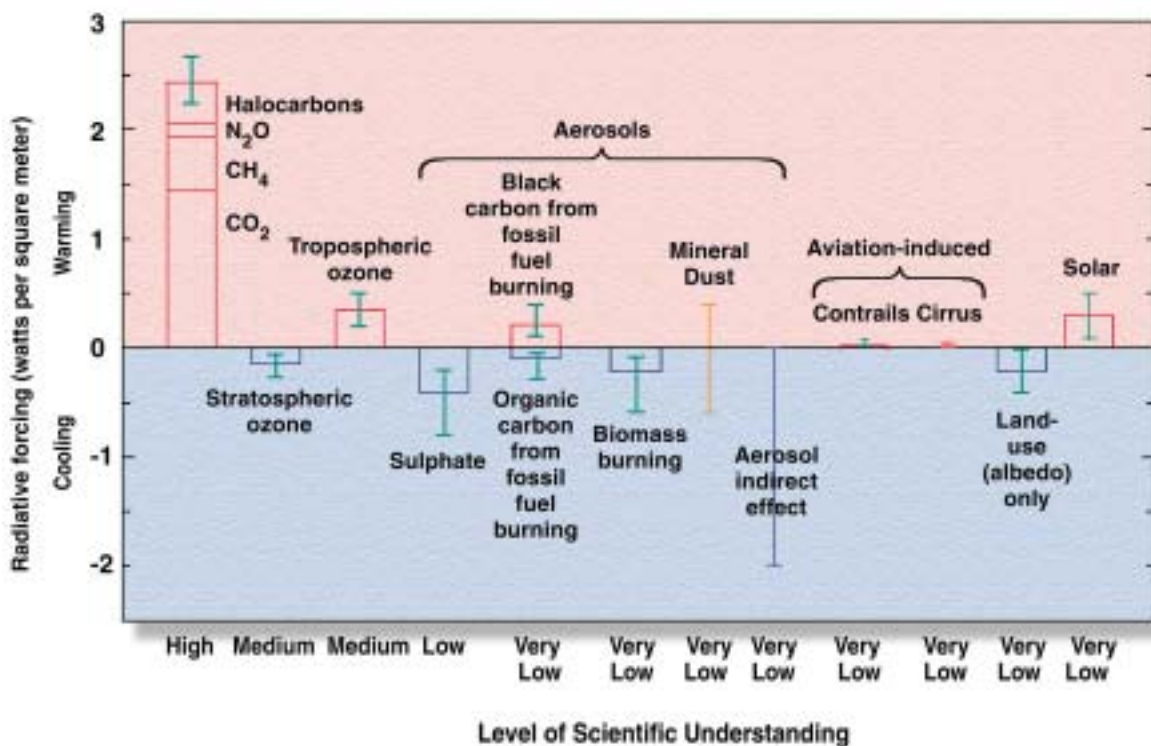 3
2
1
0
-1
-2
Radiative forcing (watts per square meter)
Warming
Cooling
Halocarbons
N₂O
CH₄
CO₂
Stratospheric
ozone
Tropospheric
ozone
Aerosols
Sulphate
Black
carbon from
fossil
fuel
burning
Organic
carbon
from
fossil
fuel
burning
Biomass
burning
Mineral
Dust
Aerosol
indirect
effect
Aviation-induced
Contrails Cirrus
Land-
use
(albedo)
only
Solar
High Medium Medium Low Very Very Very Very Very Very Very Very
Low Low Low Low Low Low Low Low
Level of Scientific Understanding